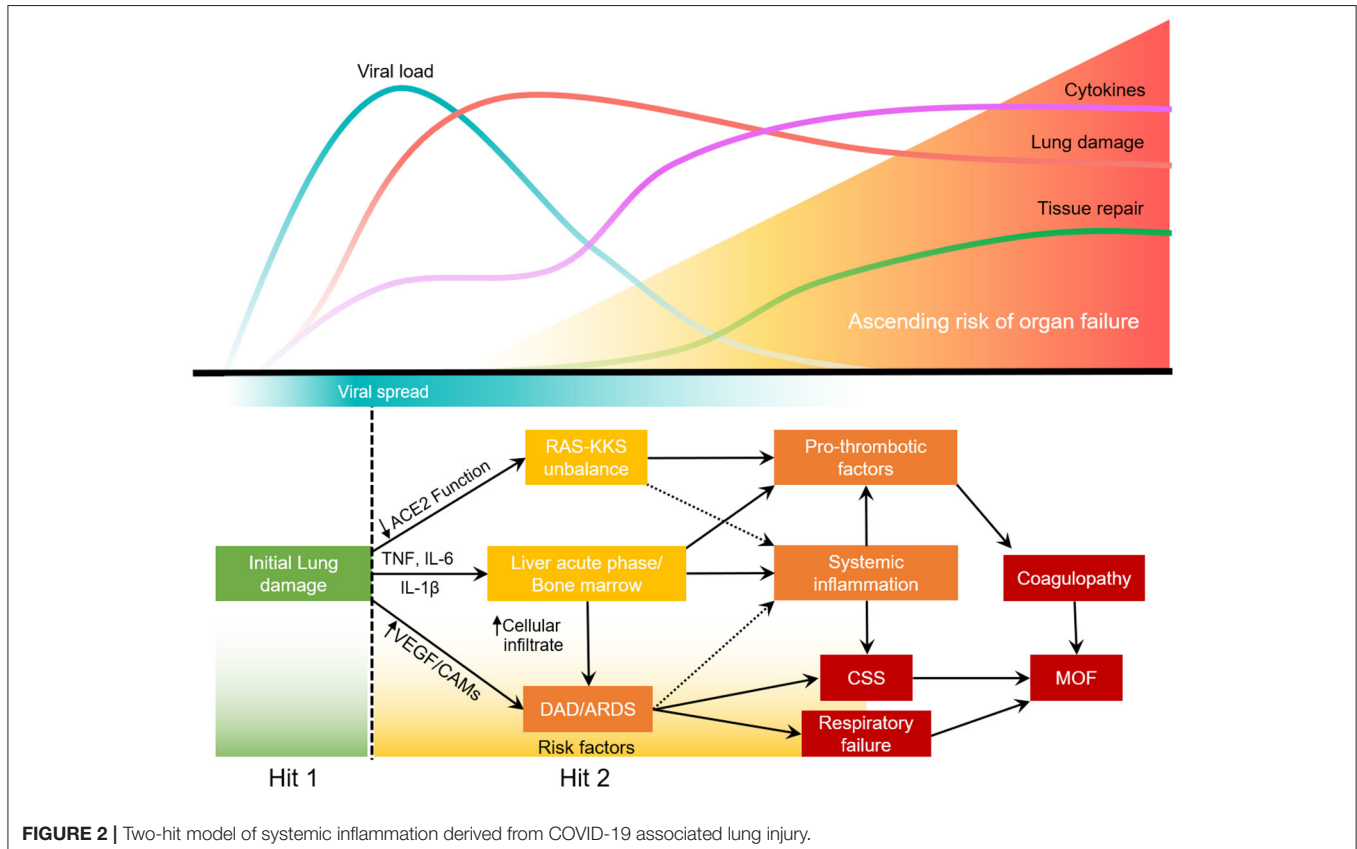 Viral load
Cytokines
Lung damage
Tissue repair
Ascending risk of organ failure
Viral spread
RAS-KKS
unbalance
Pro-thrombotic
factors
↓ACE2 Function
Initial Lung
damage
TNF, IL-6
IL-1β
Liver acute phase/
Bone marrow
Systemic
inflammation
Coagulopathy
↑Cellular
infiltrate
↑VEGF/CAMs
CSS
MOF
DAD/ARDS
Respiratory
failure
Risk factors
Hit 1
Hit 2
FIGURE 2 | Two-hit model of systemic inflammation derived from COVID-19 associated lung injury.